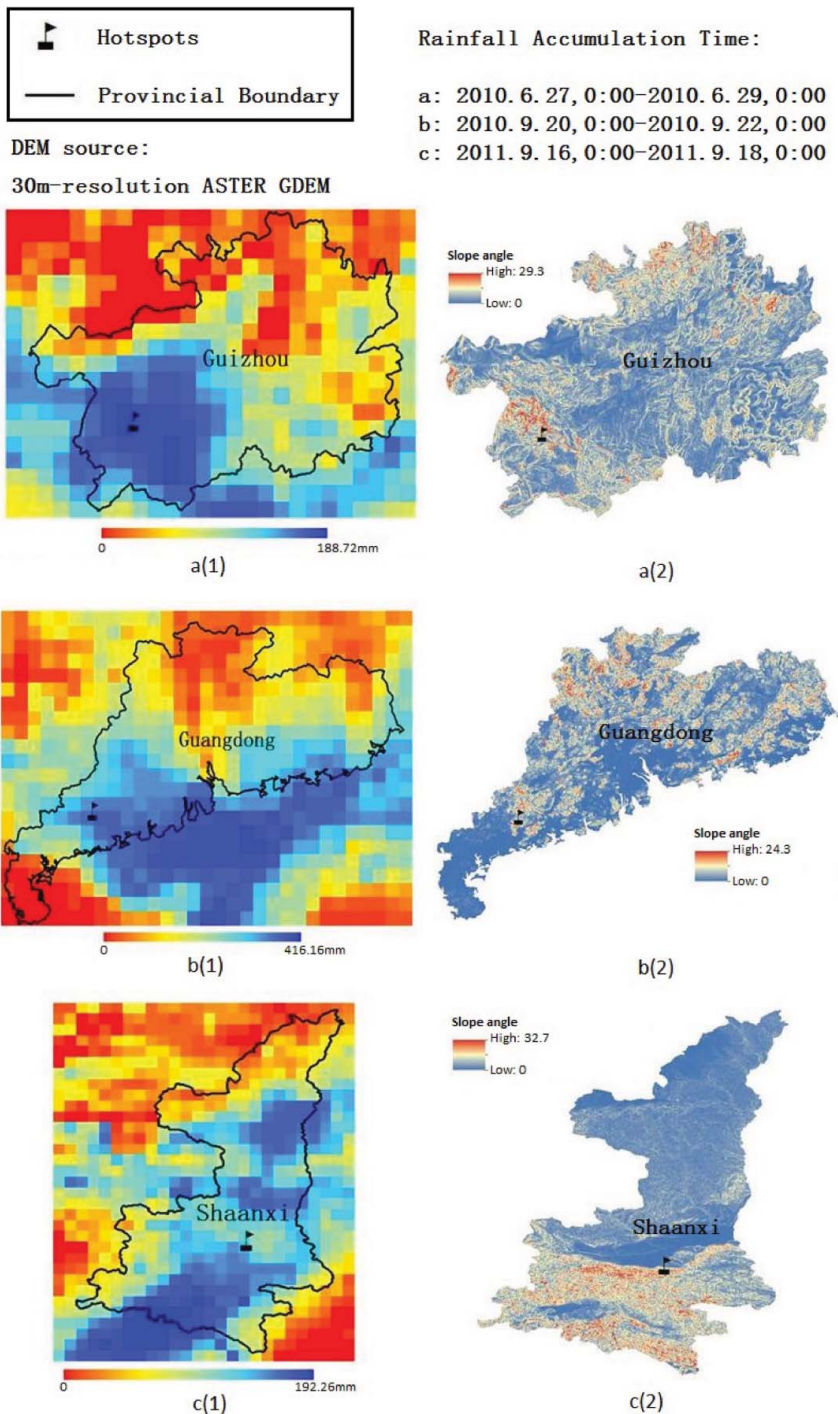 Hotspots
Provincial Boundary
DEM source:
30m-resolution ASTER GDEM
Rainfall Accumulation Time:
a: 2010.6.27,0:00-2010.6.29,0:00
b: 2010.9.20,0:00-2010.9.22,0:00
c: 2011.9.16,0:00-2011.9.18,0:00
Guizhou
0
188.72mm
a(1)
Slope angle
High: 29.3
Low: 0
Guizhou
a(2)
Guangdong
0
416.16mm
b(1)
Guangdong
Slope angle
High: 24.3
Low: 0
b(2)
Shaanxi
0
192.26mm
c(1)
Slope angle
High: 32.7
Low: 0
Shaanxi
c(2)